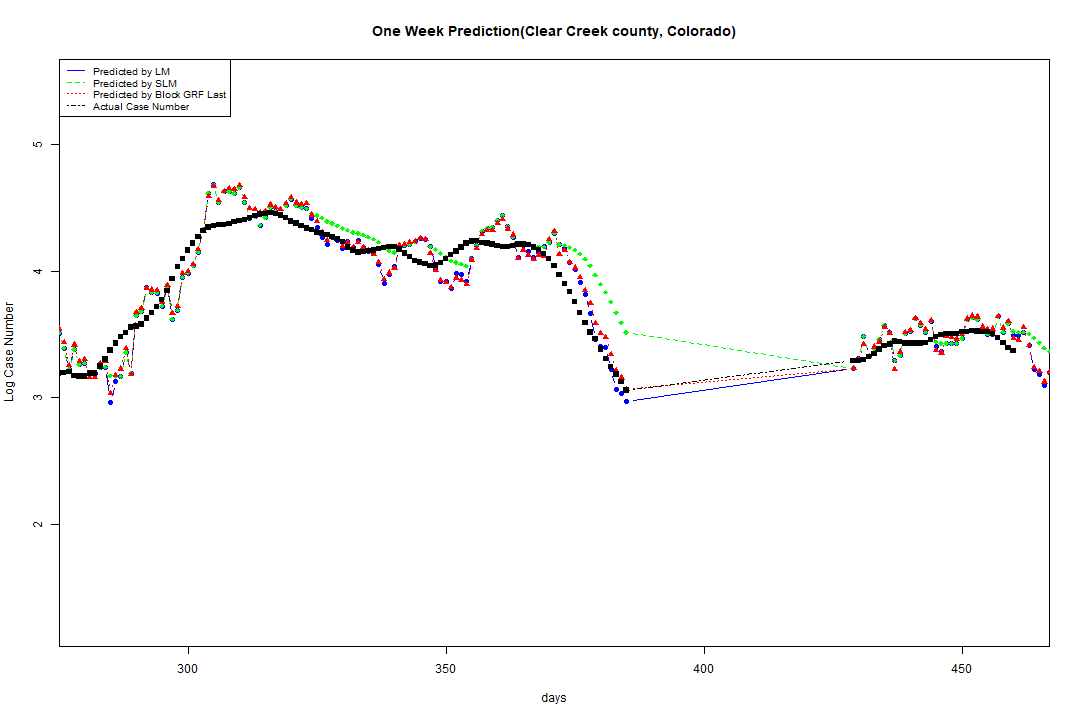 One Week Prediction(Clear Creek county, Colorado)
Predicted by LM
Predicted by SLM
Predicted by Block GRF Last
Actual Case Number
5
4
3
2
Log Case Number
300 350 400 450
days